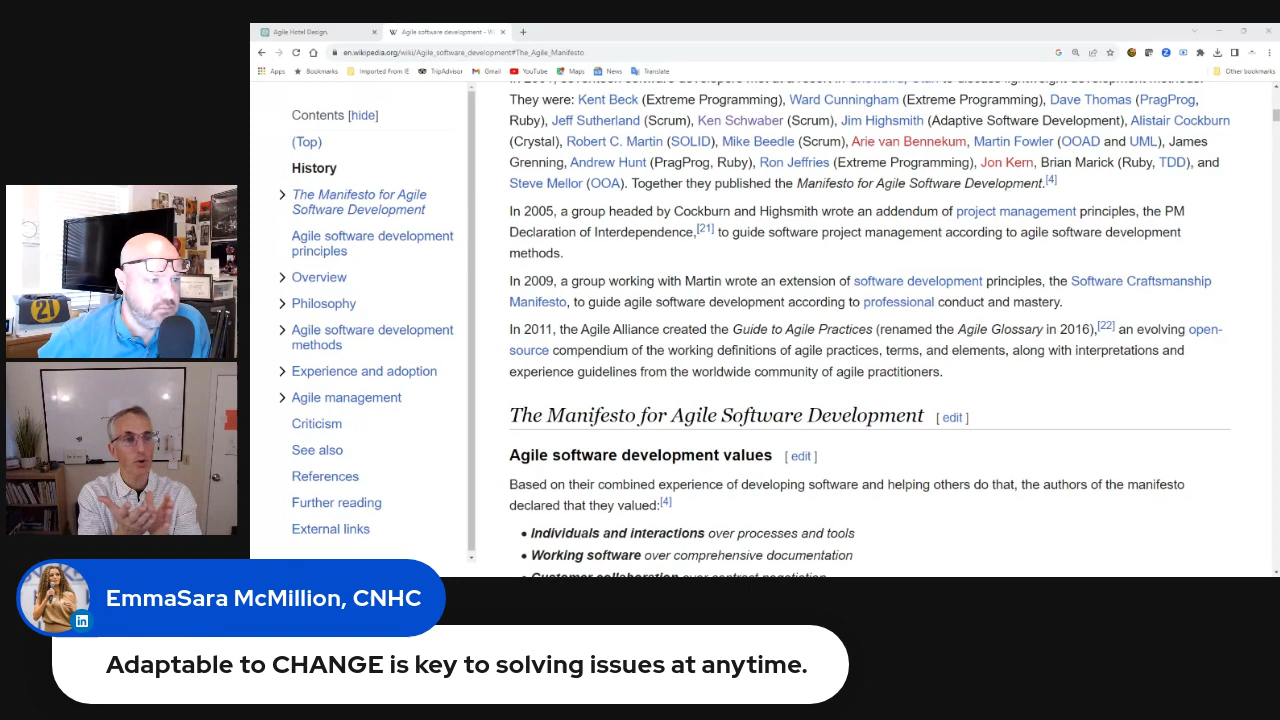 Agile Hotel Design.
Agile software development - Wi
en.wikipedia.org/wiki/Agile_software_development#The_Agile_Manifesto
Apps Bookmarks Imported From IE TripAdvisor Gmail YouTube Maps News Translate Other bookmarks
Contents [hide]
(Top)
History
The Manifesto for Agile
Software Development
Agile software development
principles
Overview
Philosophy
Agile software development
methods
Experience and adoption
Agile management
Criticism
See also
References
Further reading
External links
They were: Kent Beck (Extreme Programming), Ward Cunningham (Extreme Programming), Dave Thomas (PragProg,
Ruby), Jeff Sutherland (Scrum), Ken Schwaber (Scrum), Jim Highsmith (Adaptive Software Development), Alistair Cockburn
(Crystal), Robert C. Martin (SOLID), Mike Beedle (Scrum), Arie van Bennekum, Martin Fowler (OOAD and UML), James
Grenning, Andrew Hunt (PragProg, Ruby), Ron Jeffries (Extreme Programming), Jon Kern, Brian Marick (Ruby, TDD), and
Steve Mellor (OOA). Together they published the Manifesto for Agile Software Development.[4]
In 2005, a group headed by Cockburn and Highsmith wrote an addendum of project management principles, the PM
Declaration of Interdependence,[21] to guide software project management according to agile software development
methods.
In 2009, a group working with Martin wrote an extension of software development principles, the Software Craftsmanship
Manifesto, to guide agile software development according to professional conduct and mastery.
In 2011, the Agile Alliance created the Guide to Agile Practices (renamed the Agile Glossary in 2016),[22] an evolving open-
source compendium of the working definitions of agile practices, terms, and elements, along with interpretations and
experience guidelines from the worldwide community of agile practitioners.
The Manifesto for Agile Software Development [ edit ]
Agile software development values [ edit ]
Based on their combined experience of developing software and helping others do that, the authors of the manifesto
declared that they valued:[4]
• Individuals and interactions over processes and tools
• Working software over comprehensive documentation
21
in
EmmaSara McMillion, CNHC
Adaptable to CHANGE is key to solving issues at anytime.